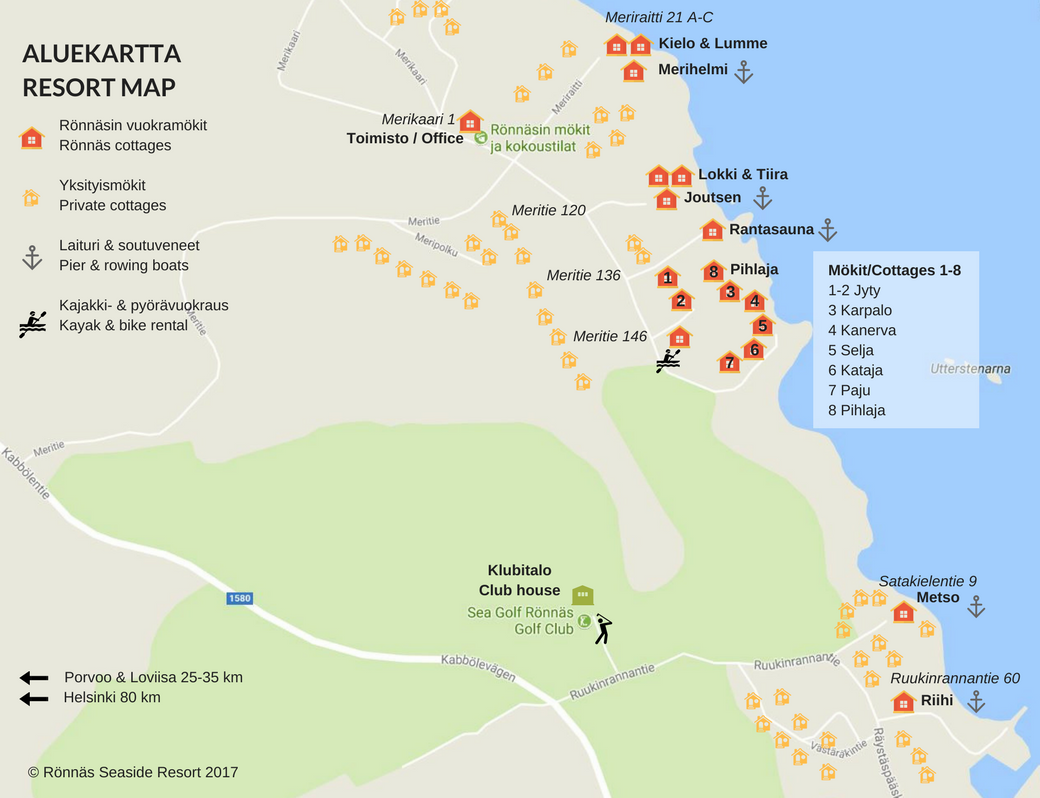 ALUEKARTTA
RESORT MAP
Rönnäsin vuokramökit
Rönnäs cottages
Yksityismökit
Private cottages
Laituri & soutuveneet
Pier & rowing boats
Kajakki- & pyörävuokraus
Kayak & bike rental
Meriraitti 21 A-C
Kielo & Lumme
Merihelmi
Merikaari
Merikaari
Meriraitti
Merikaari 1
Toimisto / Office
Rönnäsin mökit
ja kokoustilat
Lokki & Tiira
Joutsen
Rantasauna
Meritie 120
Meritie
Meripolku
Meritie 136
8 Pihlaja
1
2
3
4
5
6
7
Meritie 146
Meritie
Mökit/Cottages 1-8
1-2 Jyty
3 Karpalo
4 Kanerva
5 Selja
6 Kataja
7 Paju
8 Pihlaja
Utterstenarna
Meritie
Kabbölentie
1580
Klubitalo
Club house
Sea Golf Rönnäs
Golf Club
Kabbölevägen
Ruukinrannantie
Ruukinrannantie
Satakielentie 9
Metso
Ruukinrannantie 60
Riihi
Västäräkintie
Räystäspääsk
Porvoo & Loviisa 25-35 km
Helsinki 80 km
© Rönnäs Seaside Resort 2017